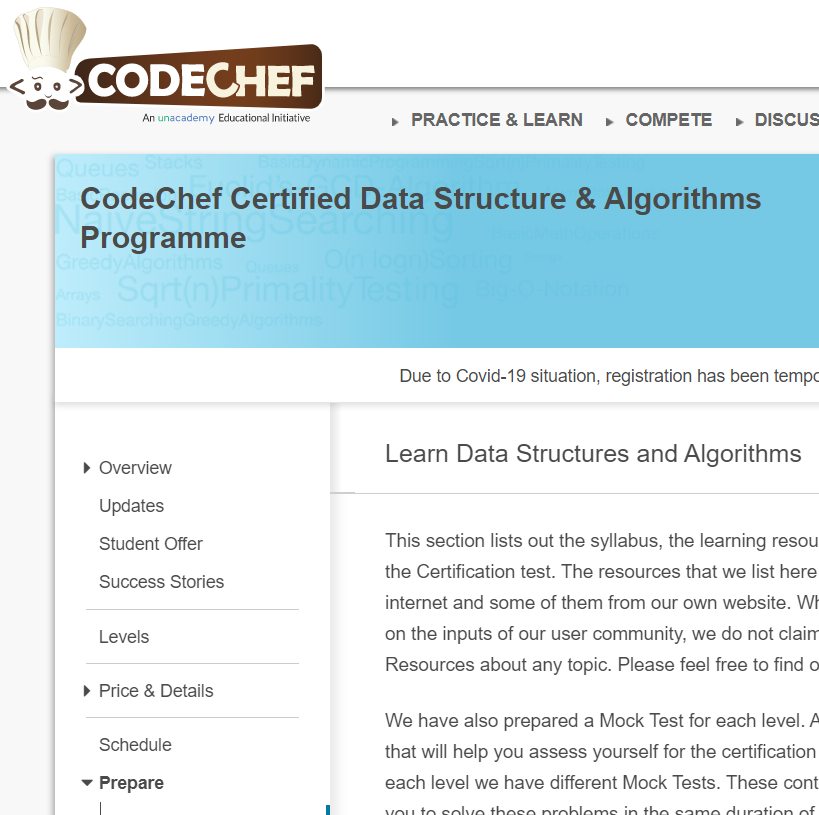 CODECHEF
An unacademy Educational Initiative
PRACTICE & LEARN COMPETE DISCUS
Queues Stacks
Euclid's GCD Algorithm
CodeChef Certified Data Structure & Algorithms
NaiveStringSearching
Programme
GreedyAlgorithms Queues O(n logn)Sorting
Arrays Sqrt(n)PrimalityTesting Big-O-Notation
BinarySearchingGreedyAlgorithms
Due to Covid-19 situation, registration has been tempo
Overview
Updates
Student Offer
Success Stories
Levels
Price & Details
Schedule
Prepare
Learn Data Structures and Algorithms
This section lists out the syllabus, the learning resou
the Certification test. The resources that we list here
internet and some of them from our own website. Wh
on the inputs of our user community, we do not claim
Resources about any topic. Please feel free to find o
We have also prepared a Mock Test for each level. A
that will help you assess yourself for the certification
each level we have different Mock Tests. These cont
you to solve these problems in the same duration of